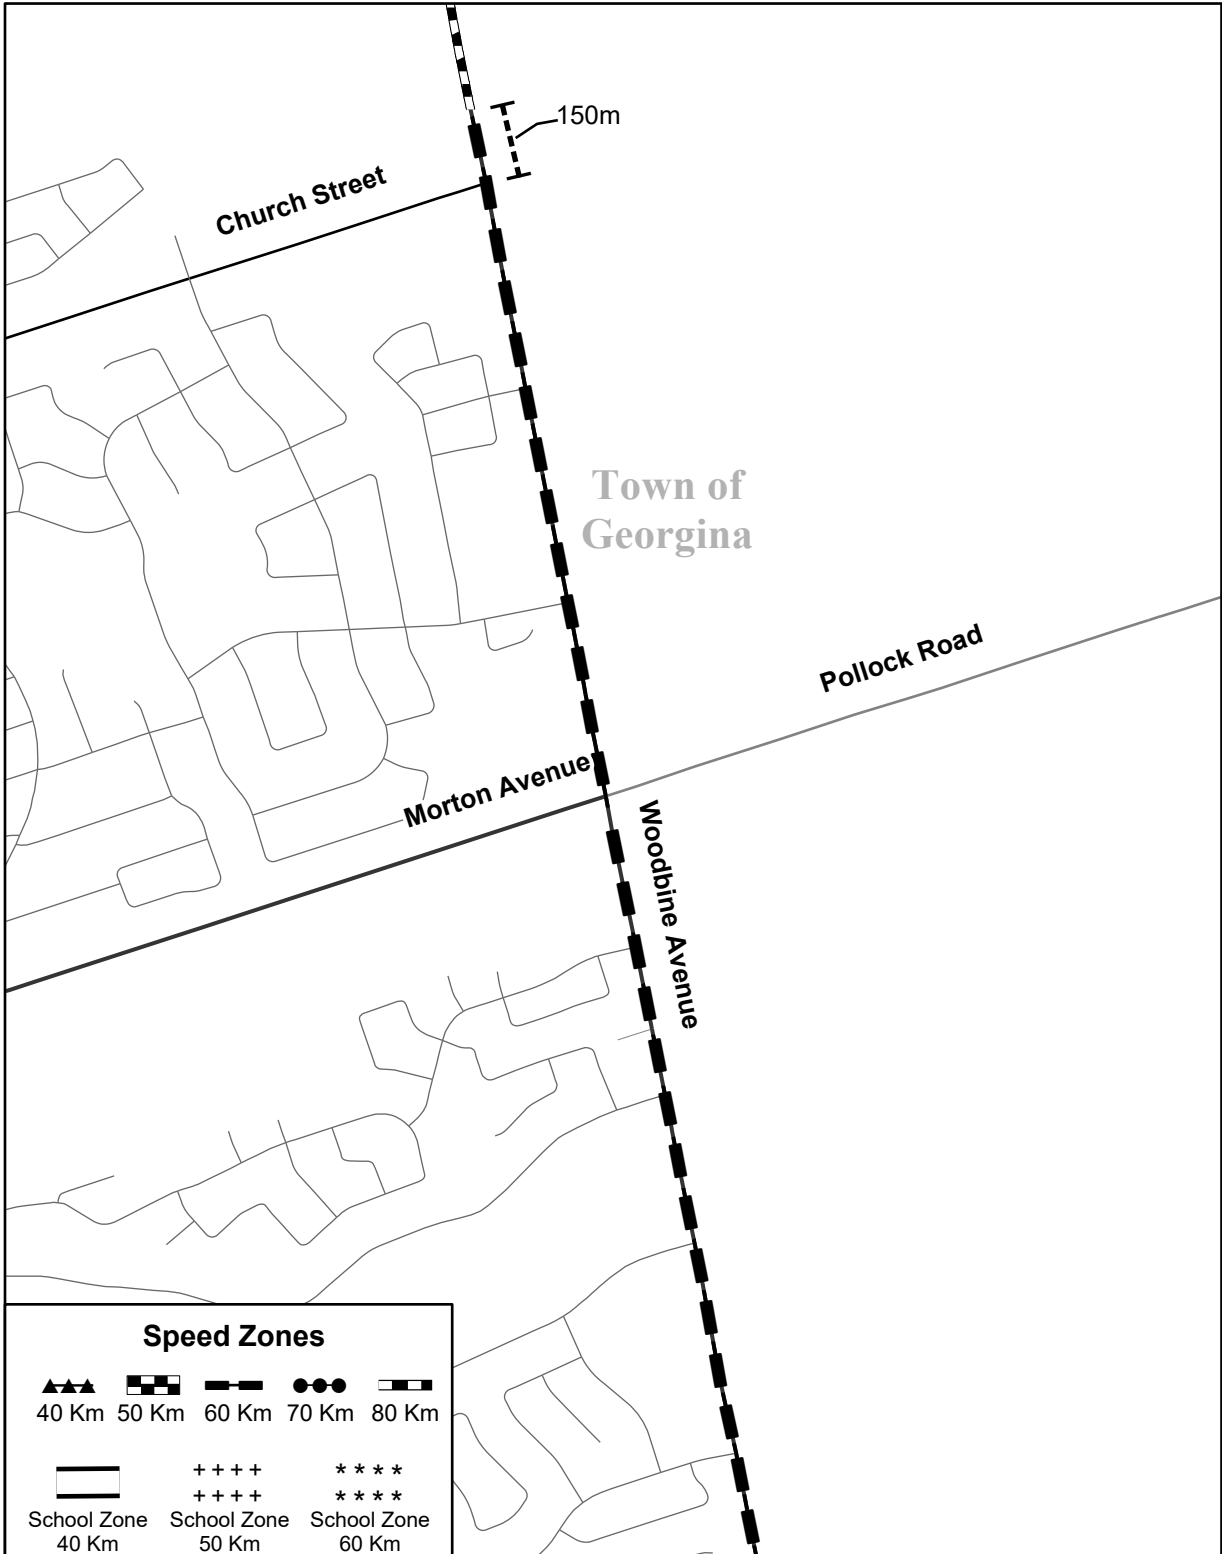 150m
Church Street
Town of
Georgina
Pollock Road
Morton Avenue
Woodbine Avenue
Speed Zones
40 Km 50 Km 60 Km 70 Km 80 Km
School Zone School Zone School Zone
40 Km 50 Km 60 Km